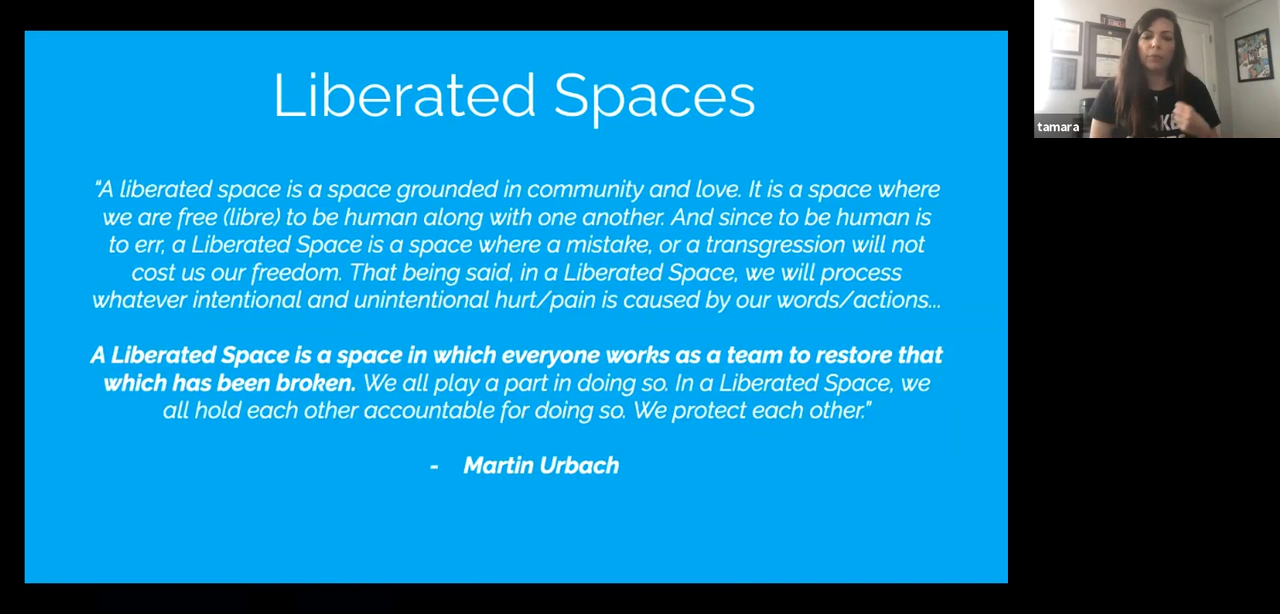 Liberated Spaces
“A liberated space is a space grounded in community and love. It is a space where
we are free (libre) to be human along with one another. And since to be human is
to err, a Liberated Space is a space where a mistake, or a transgression will not
cost us our freedom. That being said, in a Liberated Space, we will process
whatever intentional and unintentional hurt/pain is caused by our words/actions...
A Liberated Space is a space in which everyone works as a team to restore that
which has been broken. We all play a part in doing so. In a Liberated Space, we
all hold each other accountable for doing so. We protect each other.”
- Martin Urbach
tamara